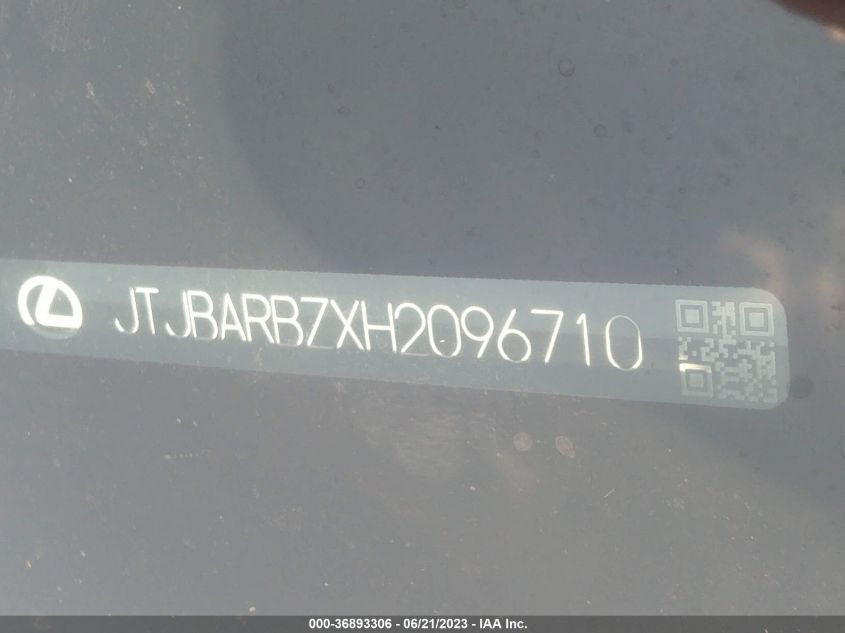 JTJBARBZXH2096710
000-36893306 - 06/21/2023 - IAA Inc.